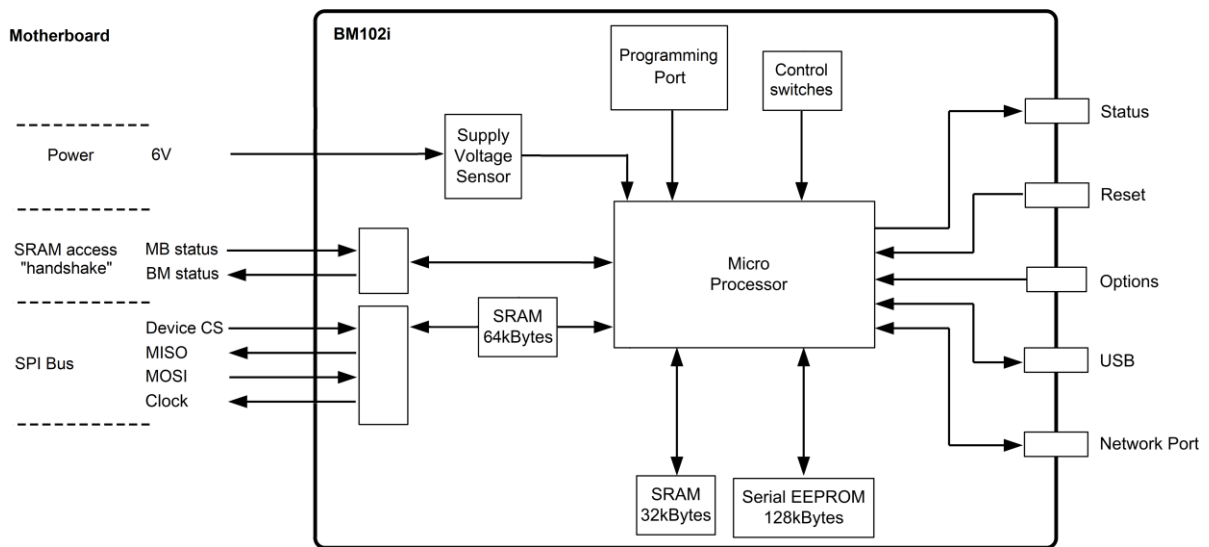 Motherboard
BM102i
Programming
Port
Control
switches
Status
Power 6V
Supply
Voltage
Sensor
Reset
SRAM access
"handshake"
MB status
BM status
Micro
Processor
Options
SPI Bus
Device CS
MISO
MOSI
Clock
SRAM
64kBytes
USB
Network Port
SRAM
32kBytes
Serial EEPROM
128kBytes